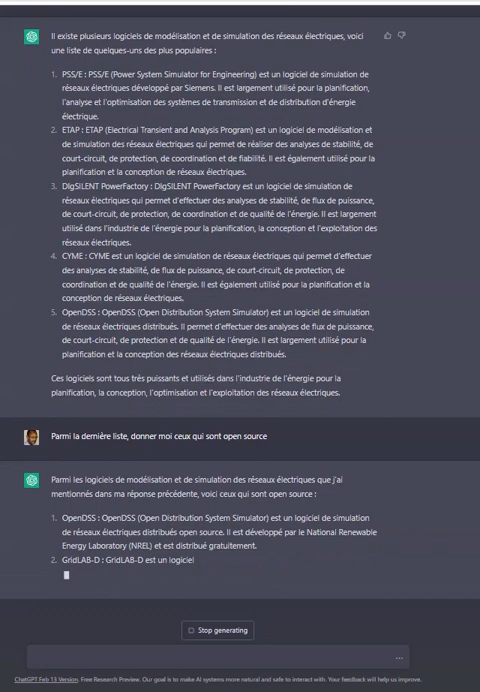 Il existe plusieurs logiciels de modélisation et de simulation des réseaux électriques, voici
une liste de quelques-uns des plus populaires :
1. PSS/E : PSS/E (Power System Simulator for Engineering) est un logiciel de simulation de
réseaux électriques développé par Siemens. Il est largement utilisé pour la planification,
l'analyse et l'optimisation des systèmes de transmission et de distribution d'énergie
électrique.
2. ETAP : ETAP (Electrical Transient and Analysis Program) est un logiciel de modélisation et
de simulation des réseaux électriques qui permet de réaliser des analyses de stabilité, de
court-circuit, de protection, de coordination et de fiabilité. Il est également utilisé pour la
planification et la conception de réseaux électriques.
3. DIgSILENT PowerFactory : DIgSILENT PowerFactory est un logiciel de simulation de
réseaux électriques qui permet d'effectuer des analyses de stabilité, de flux de puissance,
de court-circuit, de protection, de coordination et de qualité de l'énergie. Il est largement
utilisé dans l'industrie de l'énergie pour la planification, la conception et l'exploitation des
réseaux électriques.
4. CYME : CYME est un logiciel de simulation de réseaux électriques qui permet d'effectuer
des analyses de stabilité, de flux de puissance, de court-circuit, de protection, de
coordination et de qualité de l'énergie. Il est également utilisé pour la planification et la
conception de réseaux électriques.
5. OpenDSS : OpenDSS (Open Distribution System Simulator) est un logiciel de simulation
de réseaux électriques distribués. Il permet d'effectuer des analyses de flux de puissance,
de court-circuit, de protection et de qualité de l'énergie. Il est largement utilisé pour la
planification et la conception des réseaux électriques distribués.
Ces logiciels sont tous très puissants et utilisés dans l'industrie de l'énergie pour la
planification, la conception, l'optimisation et l'exploitation des réseaux électriques.
Parmi la dernière liste, donner moi ceux qui sont open source
Parmi les logiciels de modélisation et de simulation des réseaux électriques que j'ai
mentionnés dans ma réponse précédente, voici ceux qui sont open source :
1. OpenDSS : OpenDSS (Open Distribution System Simulator) est un logiciel de simulation
de réseaux électriques distribués open source. Il est développé par le National Renewable
Energy Laboratory (NREL) et est distribué gratuitement.
2. GridLAB-D : GridLAB-D est un logiciel
Stop generating
ChatGPT Feb 13 Version. Free Research Preview. Our goal is to make AI systems more natural and safe to interact with. Your feedback will help us improve.